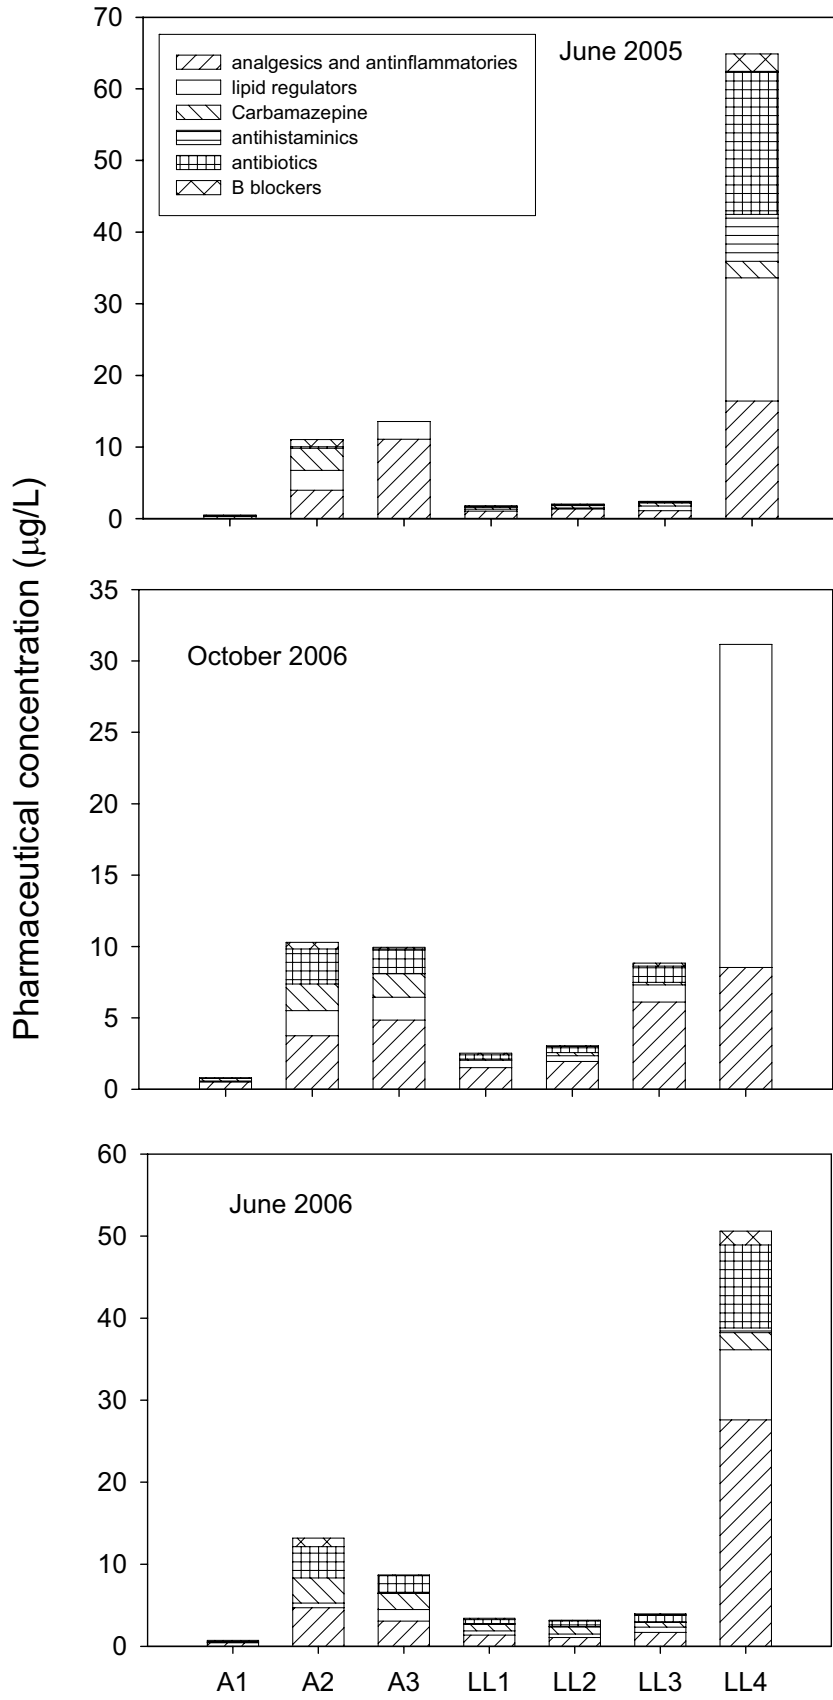 70
60
50
40
30
20
10
0
analgesics and antinflammatories
lipid regulators
Carbamazepine
antihistaminics
antibiotics
B blockers
June 2005
Pharmaceutical concentration (µg/L)
35
30
25
20
15
10
5
0
October 2006
60
50
40
30
20
10
0
June 2006
A1 A2 A3 LL1 LL2 LL3 LL4